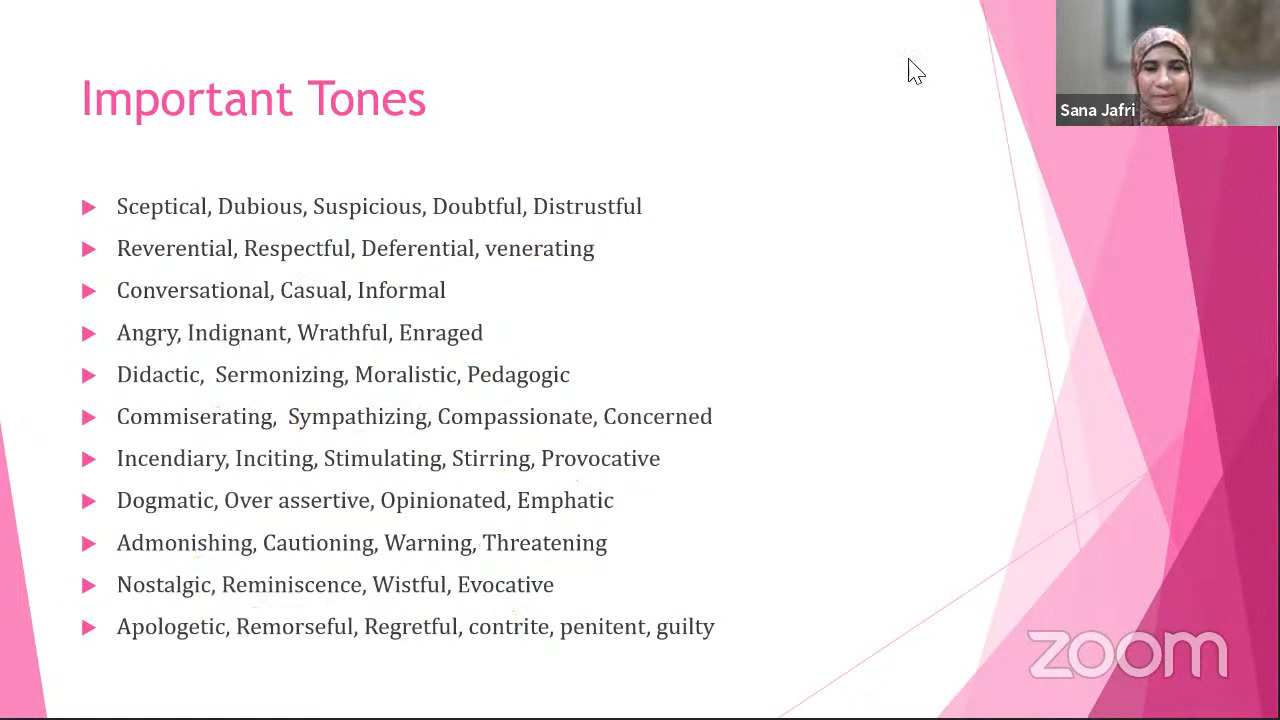 Important Tones
Sana Jafri
Sceptical, Dubious, Suspicious, Doubtful, Distrustful
Reverential, Respectful, Deferential, venerating
Conversational, Casual, Informal
Angry, Indignant, Wrathful, Enraged
Didactic,  Sermonizing, Moralistic, Pedagogic
Commiserating,  Sympathizing, Compassionate, Concerned
Incendiary, Inciting, Stimulating, Stirring, Provocative
Dogmatic, Over assertive, Opinionated, Emphatic
Admonishing, Cautioning, Warning, Threatening
Nostalgic, Reminiscence, Wistful, Evocative
Apologetic, Remorseful, Regretful, contrite, penitent, guilty
zoom